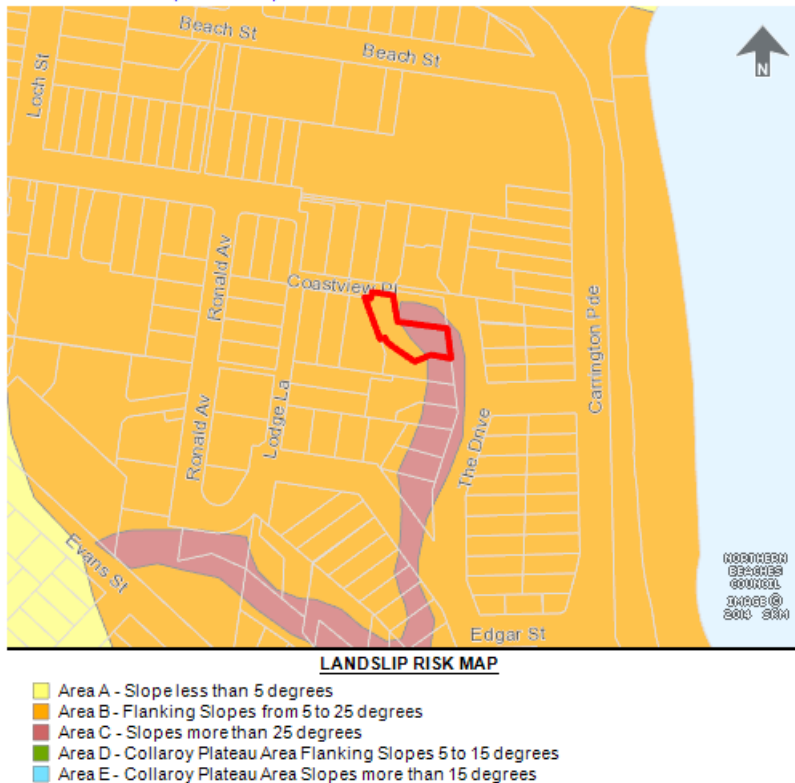 Beach St
Beach St
N
Loch St
Ronald Av
Coastview Pl
Carrington Pde
Lodge La
Ronald Av
The Drive
Evans St
NORTHERN
BEACHES
COUNCIL
IMAGE ©
2014 SKM
Edgar St
LANDSLIP RISK MAP
Area A - Slope less than 5 degrees
Area B - Flanking Slopes from 5 to 25 degrees
Area C - Slopes more than 25 degrees
Area D - Collaroy Plateau Area Flanking Slopes 5 to 15 degrees
Area E - Collaroy Plateau Area Slopes more than 15 degrees